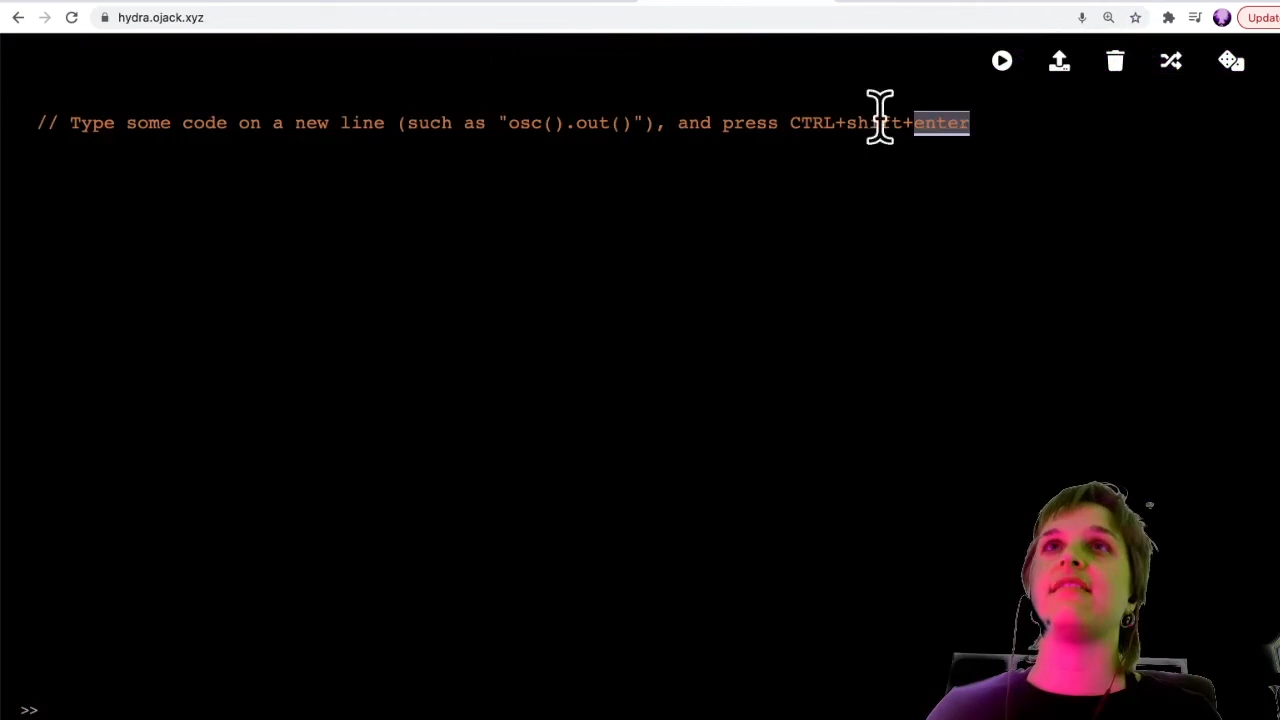 hydra.ojack.xyz
Updat
// Type some code on a new line (such as "osc().out()"), and press CTRL+shift+enter
>>